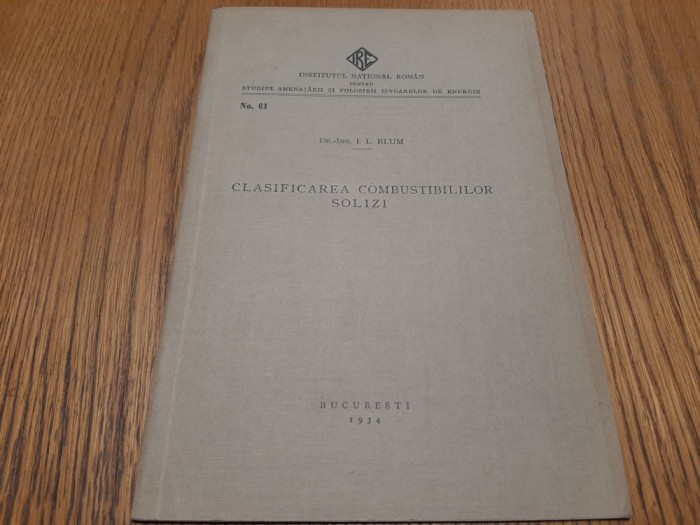 IRE
INSTITUTUL NAȚIONAL ROMÂN
PENTRU
STUDIUL AMENAJĂRII ȘI FOLOSIRII IZVOARELOR DE ENERGIE
No. 61
DR.-ING. I. L. BLUM
CLASIFICAREA COMBUSTIBILILOR
SOLIZI
BUCUREȘTI
1934